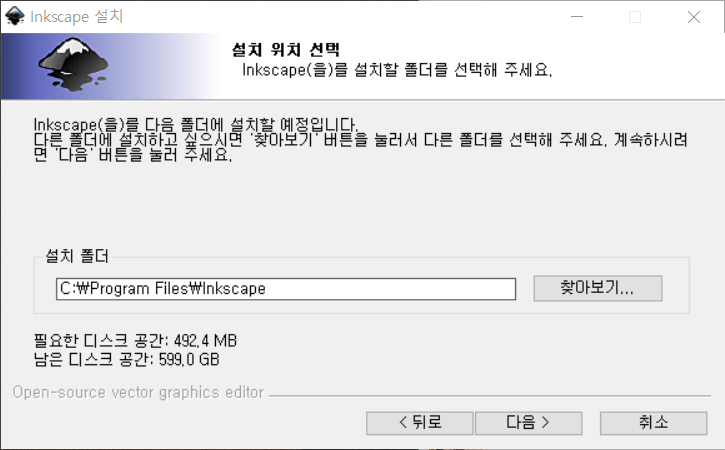 Inkscape 설치
설치 위치 선택
Inkscape(을)를 설치할 폴더를 선택해 주세요.
Inkscape(을)를 다음 폴더에 설치할 예정입니다.
다른 폴더에 설치하고 싶으시면 '찾아보기' 버튼을 눌러서 다른 폴더를 선택해 주세요. 계속하시려
면 '다음' 버튼을 눌러 주세요.
설치 폴더
C:₩Program Files₩Inkscape
찾아보기...
필요한 디스크 공간: 492.4 MB
남은 디스크 공간: 599.0 GB
Open-source vector graphics editor
< 뒤로
다음 >
취소